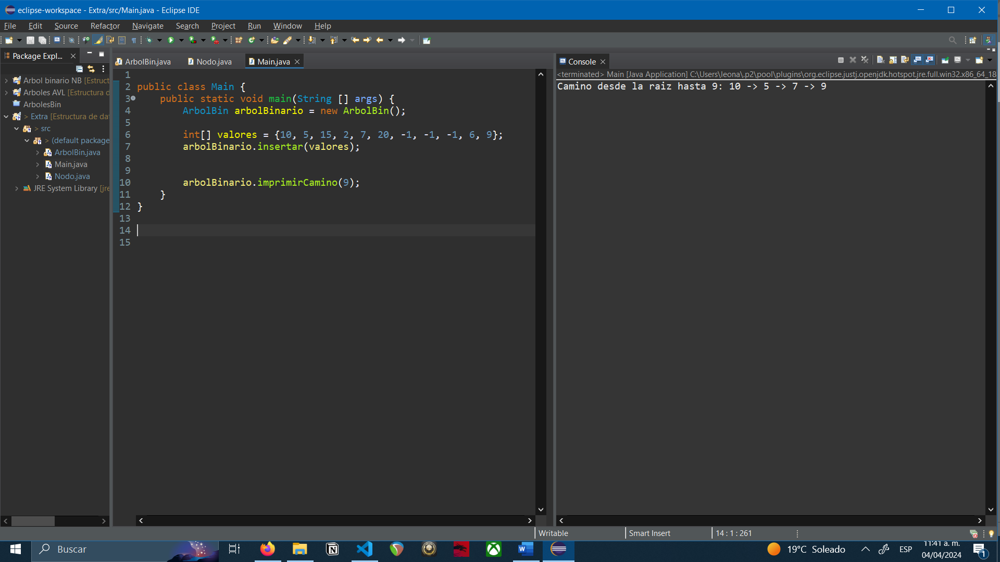 eclipse-workspace - Extra/src/Main.java - Eclipse IDE
File Edit Source Refactor Navigate Search Project Run Window Help
Package Expl...
Arbol binario NB [Estruct
Arboles AVL [Estructura d
ArbolesBin
> Extra [Estructura de dat
> src
> (default package
ArbolBin.java
Main.java
Nodo.java
JRE System Library [jre
ArbolBin.java Nodo.java Main.java
1
2 public class Main {
3 public static void main(String [] args) {
4 ArbolBin arbolBinario = new ArbolBin();
5
6 int[] valores = {10, 5, 15, 2, 7, 20, -1, -1, -1, 6, 9};
7 arbolBinario.insertar(valores);
8
9
10 arbolBinario.imprimirCamino(9);
11 }
12 }
13
14
15
Console
<terminated> Main [Java Application] C:\Users\leona\.p2\pool\plugins\org.eclipse.justj.openjdk.hotspot.jre.full.win32.x86_64_18
Camino desde la raiz hasta 9: 10 -> 5 -> 7 -> 9
Writable Smart Insert 14 : 1 : 261
Buscar
19°C Soleado
ESP
11:41 a. m.
04/04/2024
1